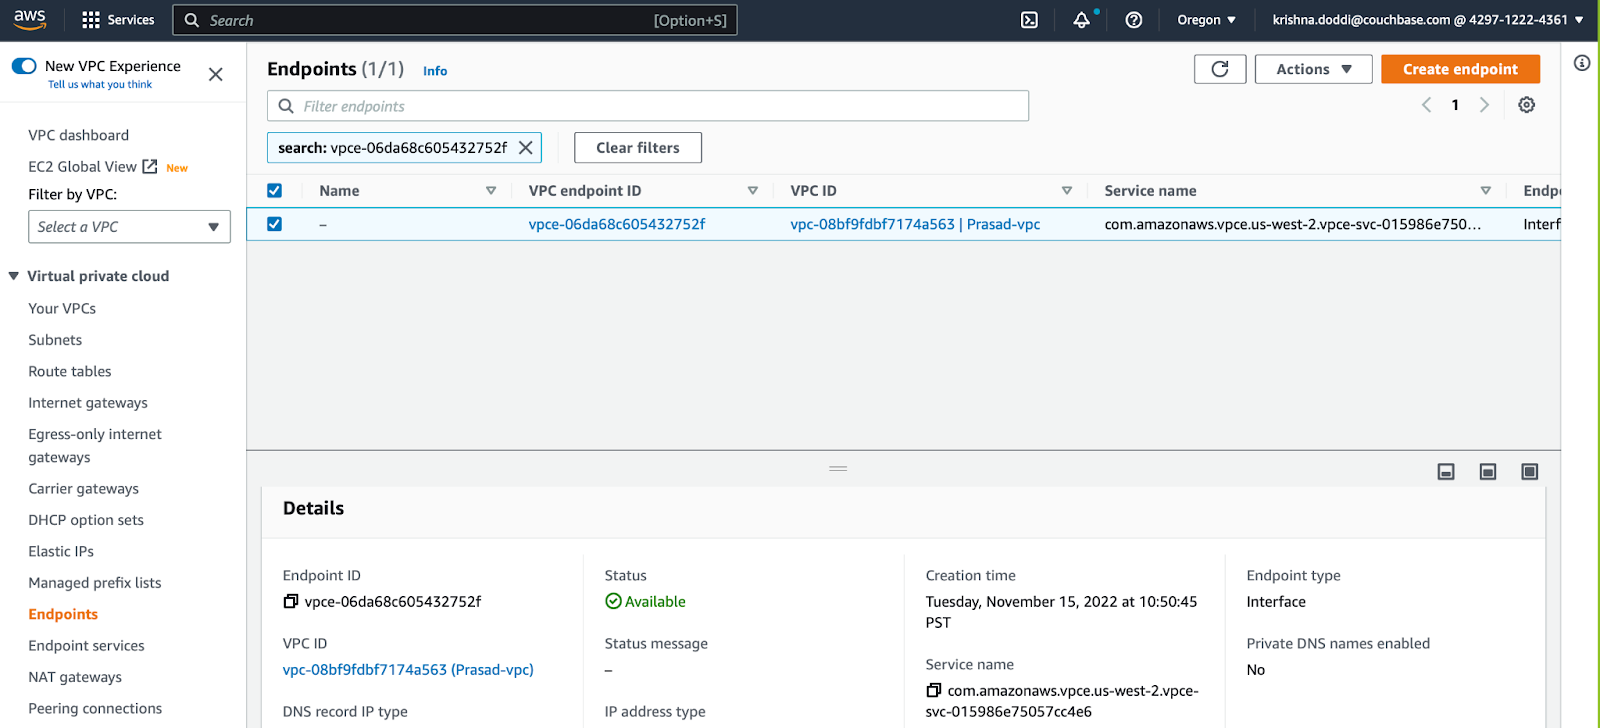 aws
Services
Search
[Option+S]
Oregon
krishna.doddi@couchbase.com @ 4297-1222-4361
New VPC Experience
Tell us what you think
VPC dashboard
EC2 Global View New
Filter by VPC:
Select a VPC
Virtual private cloud
Your VPCs
Subnets
Route tables
Internet gateways
Egress-only internet
gateways
Carrier gateways
DHCP option sets
Elastic IPs
Managed prefix lists
Endpoints
Endpoint services
NAT gateways
Peering connections
Endpoints (1/1) Info
Actions
Create endpoint
Filter endpoints
1
search: vpce-06da68c605432752f
Clear filters
Name VPC endpoint ID VPC ID Service name Endpo
– vpce-06da68c605432752f vpc-08bf9fdbf7174a563 | Prasad-vpc com.amazonaws.vpce.us-west-2.vpce-svc-015986e750... Interf
Details
Endpoint ID
vpce-06da68c605432752f
VPC ID
vpc-08bf9fdbf7174a563 (Prasad-vpc)
DNS record IP type
Status
Available
Status message
–
IP address type
Creation time
Tuesday, November 15, 2022 at 10:50:45
PST
Service name
com.amazonaws.vpce.us-west-2.vpce-
svc-015986e75057cc4e6
Endpoint type
Interface
Private DNS names enabled
No